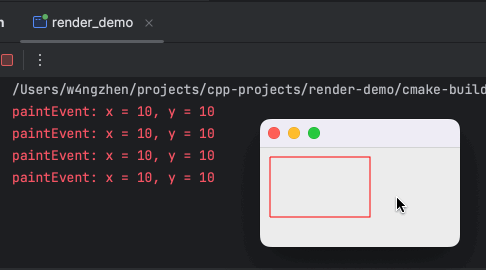 render_demo
/Users/w4ngzhen/projects/cpp-projects/render-demo/cmake-build
paintEvent: x = 10, y = 10
paintEvent: x = 10, y = 10
paintEvent: x = 10, y = 10
paintEvent: x = 10, y = 10